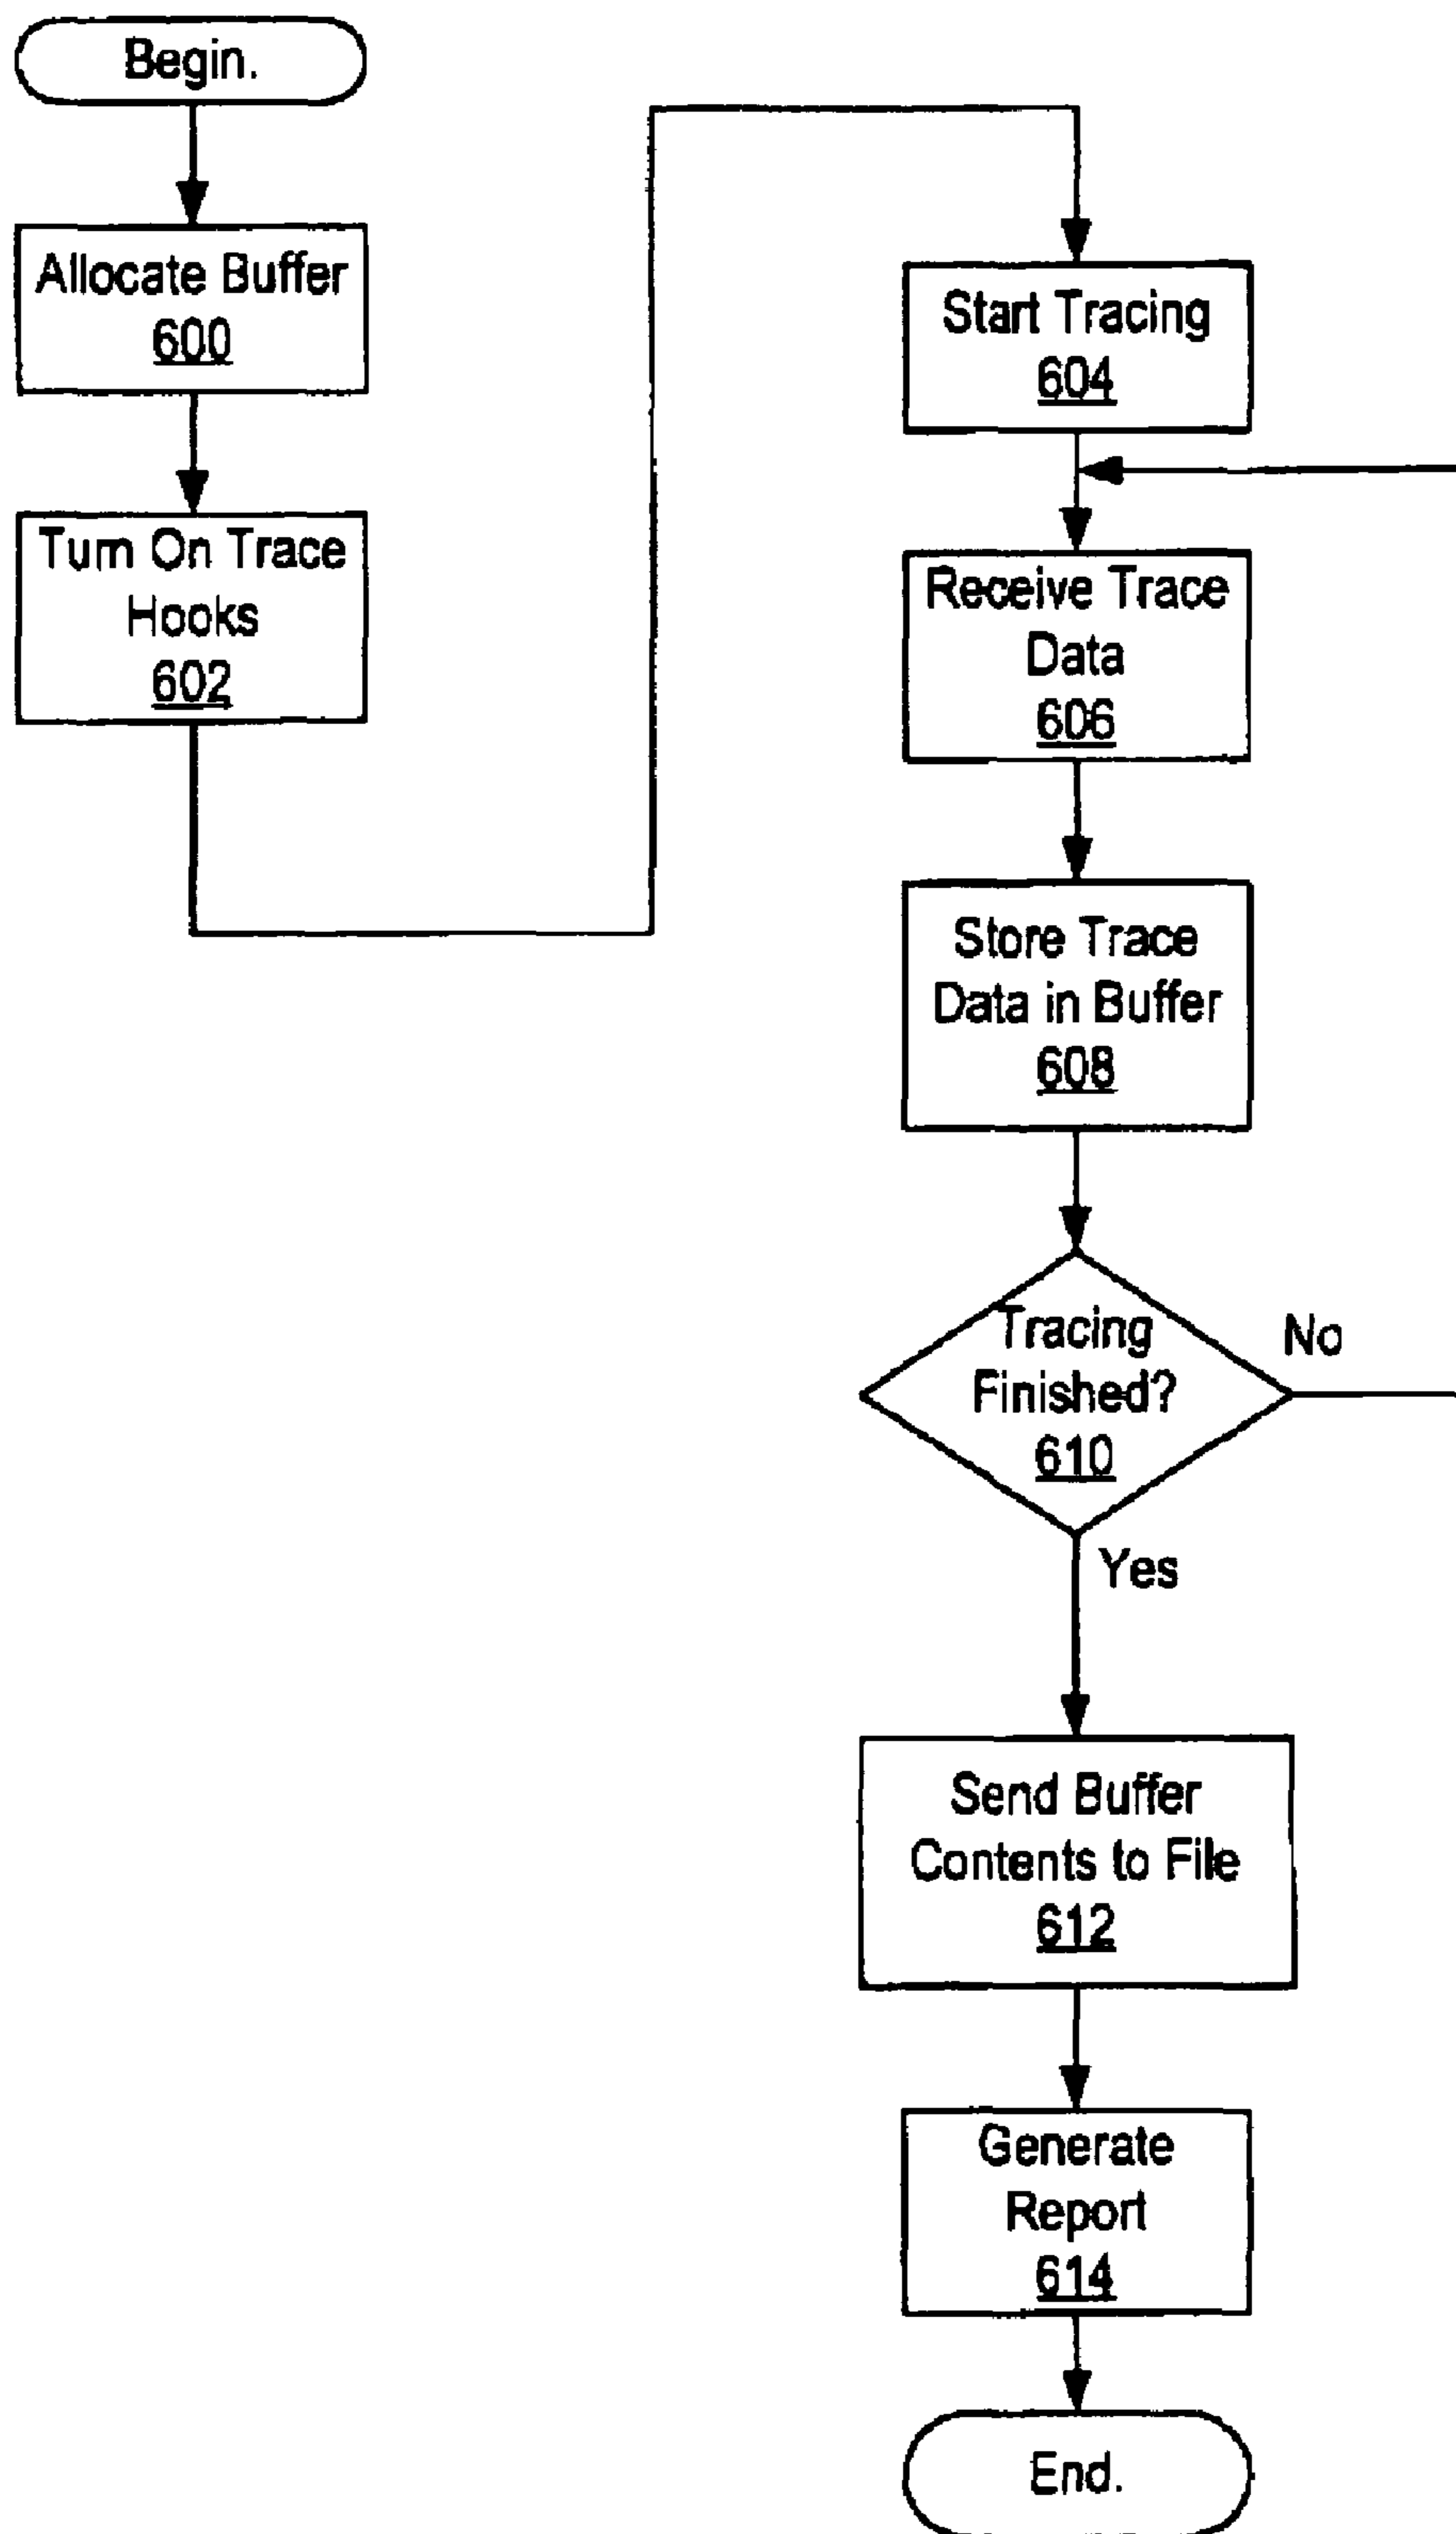 Begin.
Allocate Buffer
600
Turn On Trace
Hooks
602
Start Tracing
604
Receive Trace
Data
606
Store Trace
Data in Buffer
608
Tracing
Finished?
610
No
Yes
Send Buffer
Contents to File
612
Generate
Report
614
End.